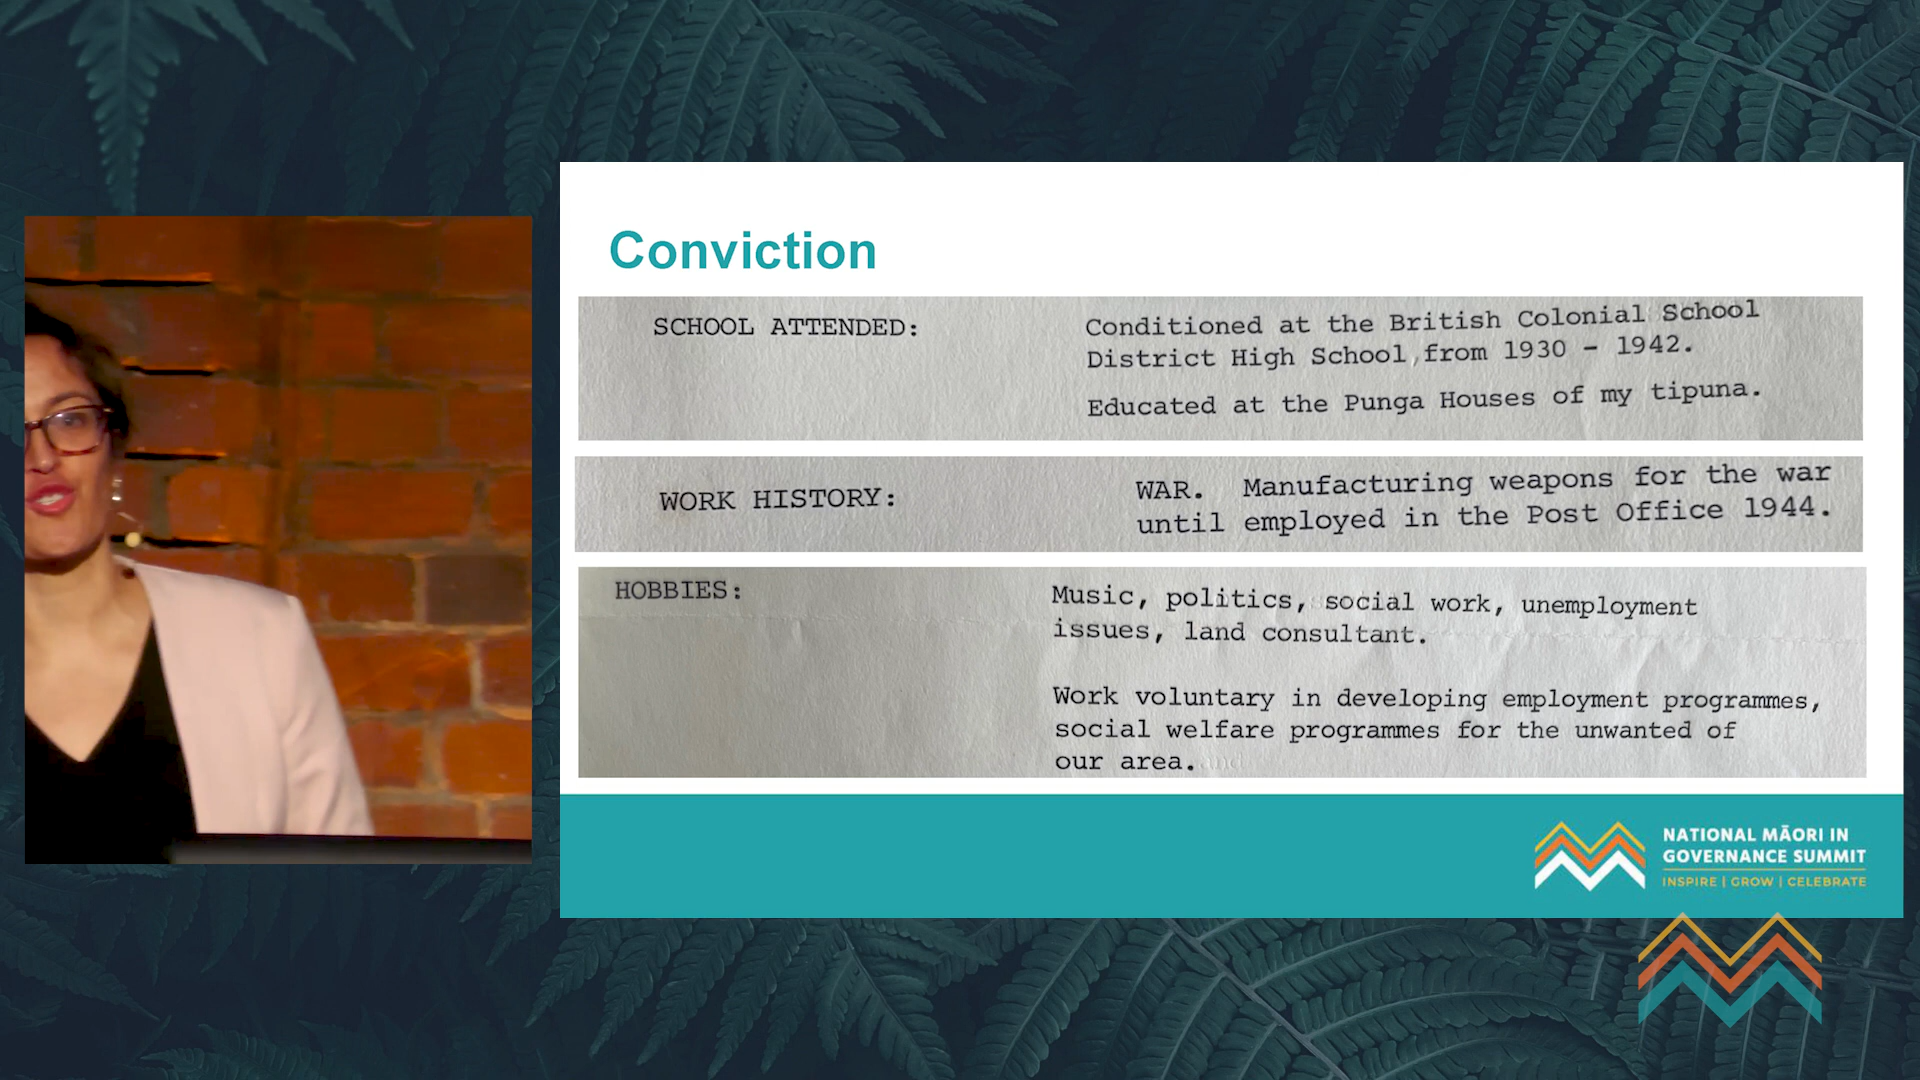 Conviction
SCHOOL ATTENDED:
Conditioned at the British Colonial School
District High School, from 1930 - 1942.
Educated at the Punga Houses of my tipuna.
WORK HISTORY:
WAR. Manufacturing weapons for the war
until employed in the Post Office 1944.
HOBBIES:
Music, politics, social work, unemployment
issues, land consultant.
Work voluntary in developing employment programmes,
social welfare programmes for the unwanted of
our area.
NATIONAL MĀORI IN
GOVERNANCE SUMMIT
INSPIRE | GROW | CELEBRATE